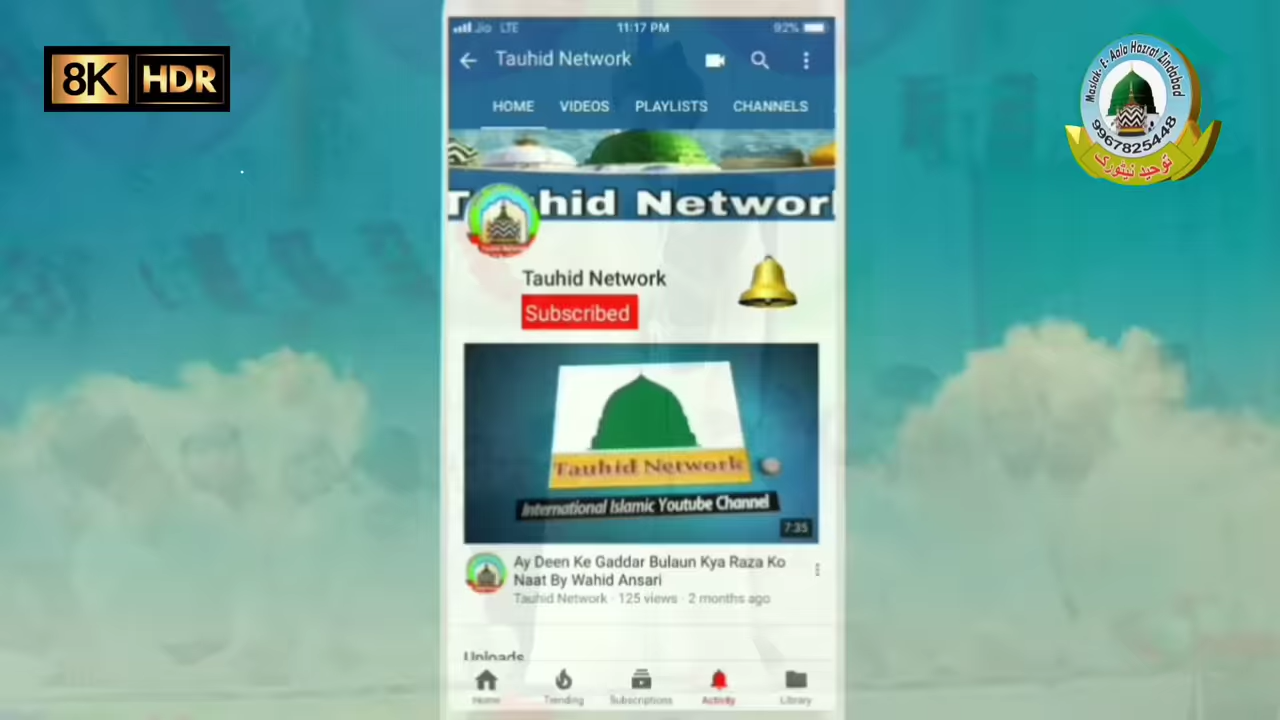 8K HDR
Jio LTE 11:17 PM 92%
Tauhid Network
HOME VIDEOS PLAYLISTS CHANNELS
Tauhid Network
Tauhid Network
Subscribed
Tauhid Network
International Islamic Youtube Channel
7:35
Ay Deen Ke Gaddar Bulaun Kya Raza Ko
Naat By Wahid Ansari
Tauhid Network · 125 views · 2 months ago
Uploads
Home Trending Subscriptions Activity Library
Maslak- E- Aala Hazrat Zindabad
9967825448
توحید نیٹورک